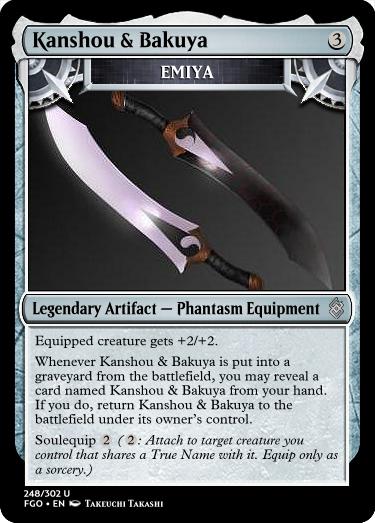 Kanshou & Bakuya 3
EMIYA
Legendary Artifact — Phantasm Equipment
Equipped creature gets +2/+2.
Whenever Kanshou & Bakuya is put into a
graveyard from the battlefield, you may reveal a
card named Kanshou & Bakuya from your hand.
If you do, return Kanshou & Bakuya to the
battlefield under its owner's control.
Soulequip 2 ( 2: Attach to target creature you
control that shares a True Name with it. Equip only as
a sorcery.)
248/302 U
FGO • EN Takeuchi Takashi